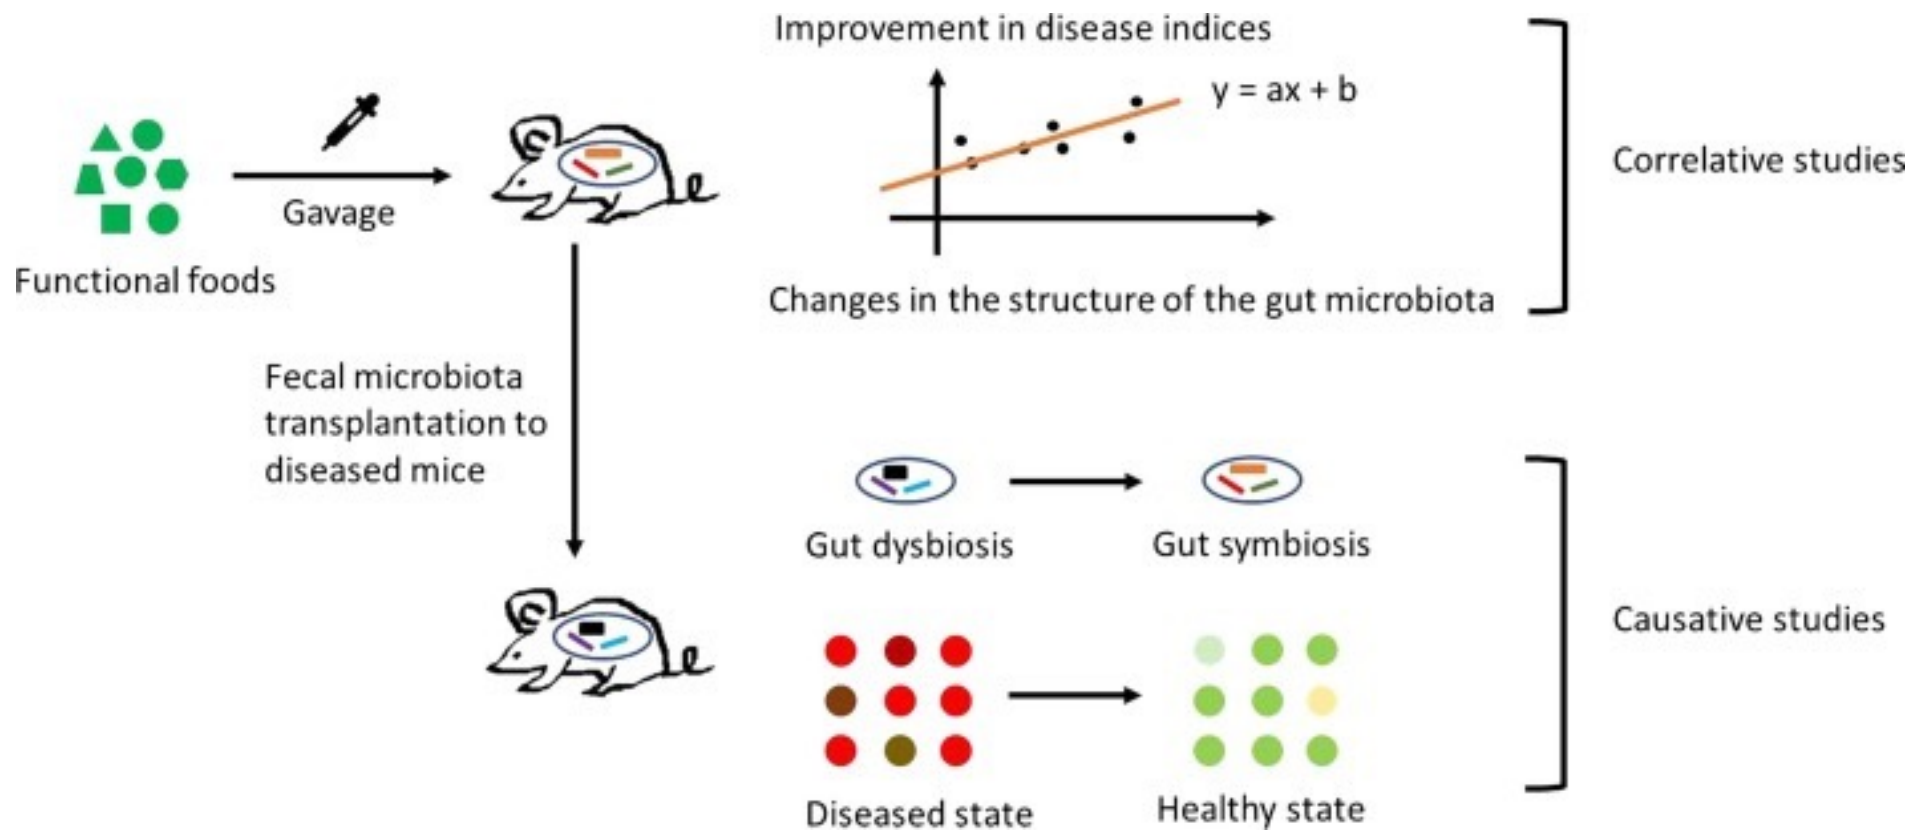 Improvement in disease indices
y = ax + b
Gavage
Functional foods
Correlative studies
Changes in the structure of the gut microbiota
Fecal microbiota
transplantation to
diseased mice
Gut dysbiosis
Gut symbiosis
Causative studies
Diseased state
Healthy state